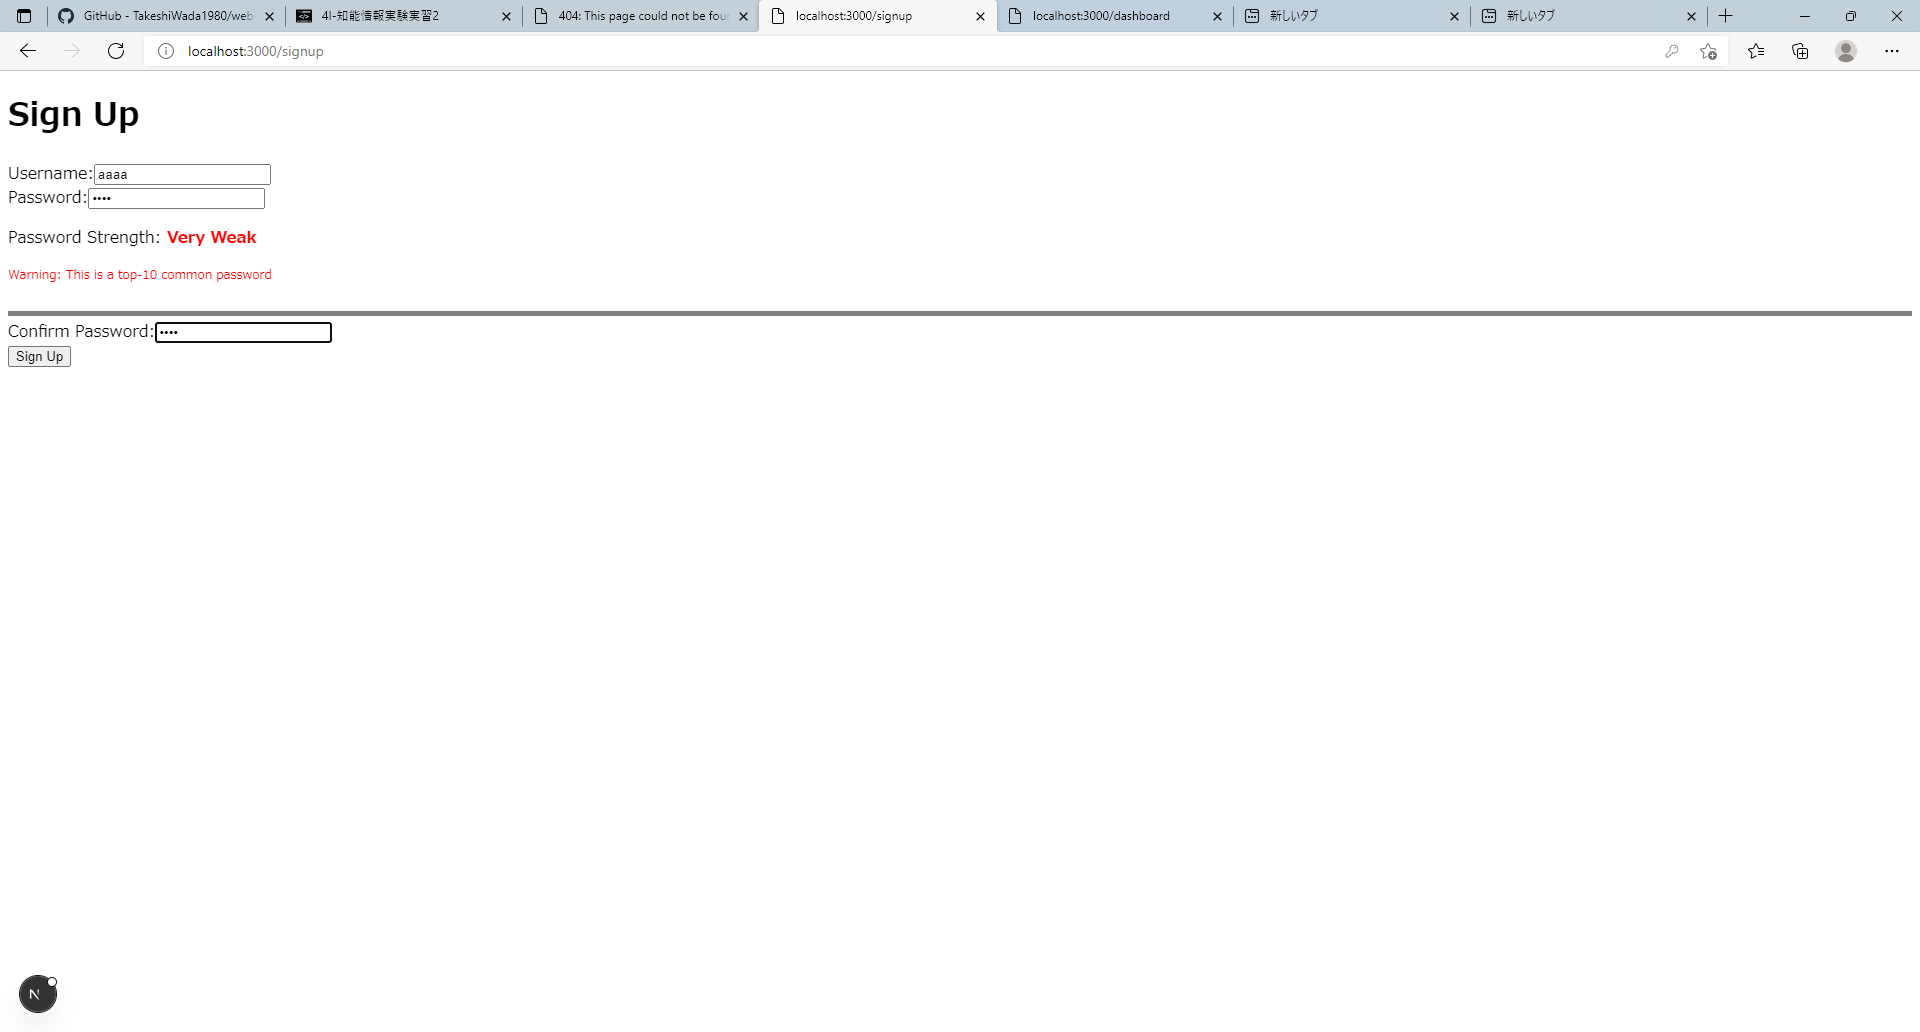 GitHub - TakeshiWada1980/web
4I-知能情報実験実習2
404: This page could not be four
localhost:3000/signup
localhost:3000/dashboard
新しいタブ
新しいタブ
localhost:3000/signup
Sign Up
Username: aaaa
Password: ••••
Password Strength: Very Weak
Warning: This is a top-10 common password
Confirm Password: ••••
Sign Up
N